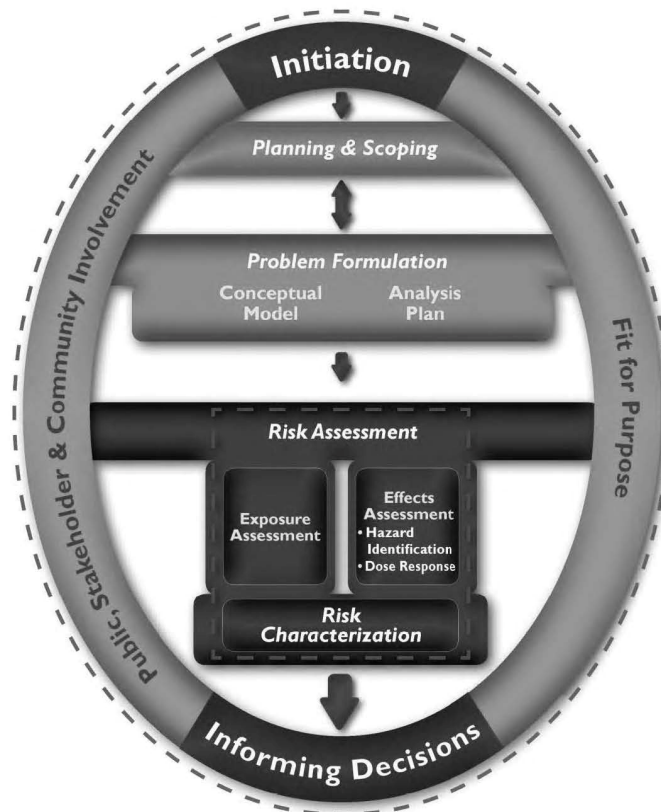 Initiation
Planning & Scoping
Public, Stakeholder & Community Involvement
Fit for Purpose
Problem Formulation
Conceptual
Model
Analysis
Plan
Risk Assessment
Exposure
Assessment
Effects
Assessment
• Hazard
Identification
• Dose Response
Risk
Characterization
Informing Decisions